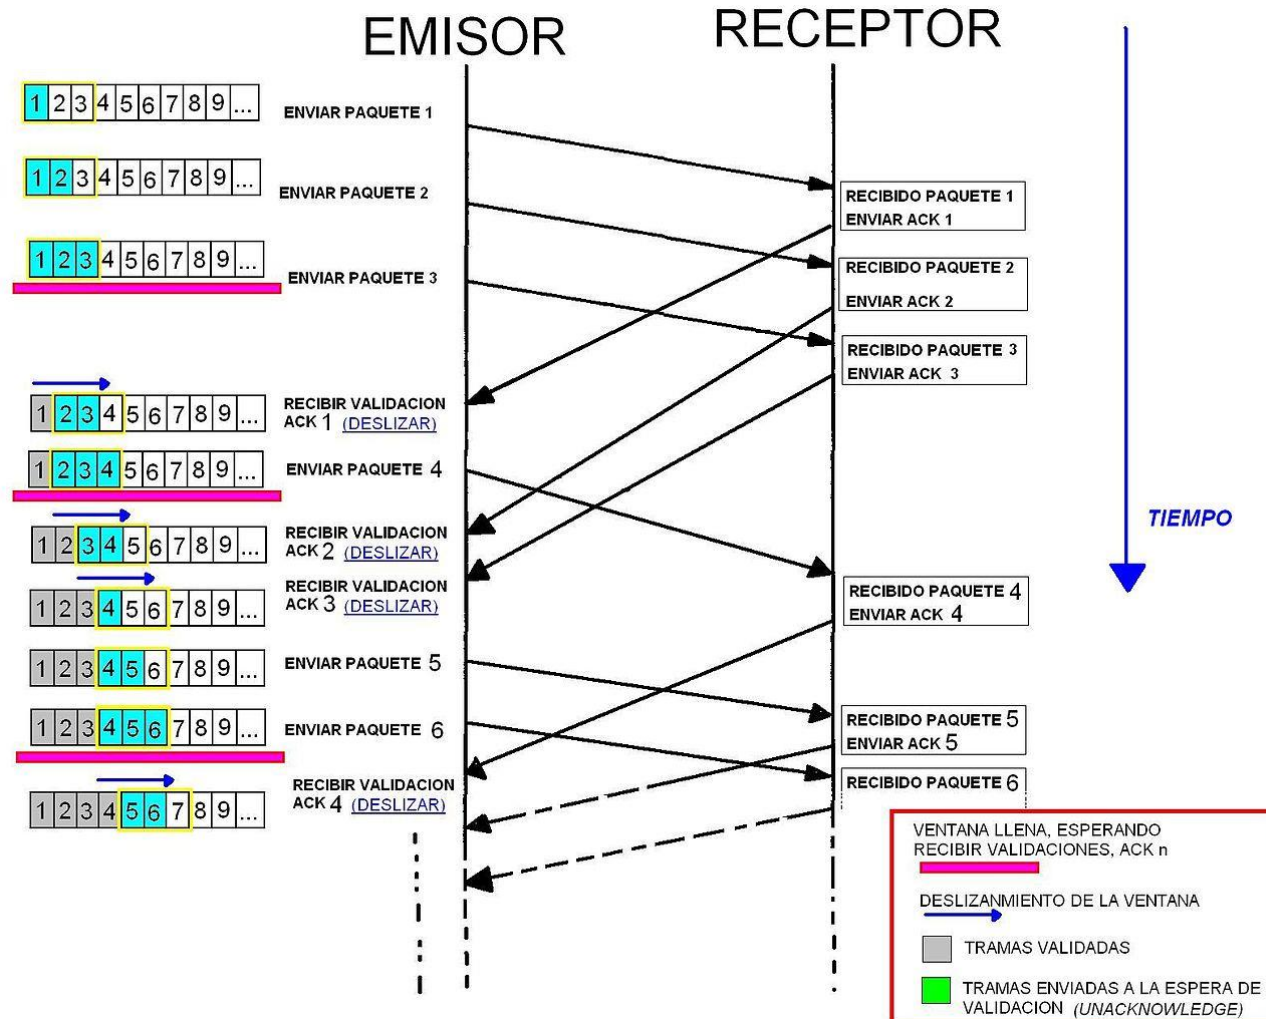 EMISOR
RECEPTOR
1 2 3 4 5 6 7 8 9 ...
ENVIAR PAQUETE 1
1 2 3 4 5 6 7 8 9 ...
ENVIAR PAQUETE 2
RECIBIDO PAQUETE 1
ENVIAR ACK 1
1 2 3 4 5 6 7 8 9 ...
ENVIAR PAQUETE 3
RECIBIDO PAQUETE 2
ENVIAR ACK 2
RECIBIDO PAQUETE 3
ENVIAR ACK 3
1 2 3 4 5 6 7 8 9 ...
RECIBIR VALIDACION
ACK 1 (DESLIZAR)
1 2 3 4 5 6 7 8 9 ...
ENVIAR PAQUETE 4
TIEMPO
1 2 3 4 5 6 7 8 9 ...
RECIBIR VALIDACION
ACK 2 (DESLIZAR)
1 2 3 4 5 6 7 8 9 ...
RECIBIR VALIDACION
ACK 3 (DESLIZAR)
RECIBIDO PAQUETE 4
ENVIAR ACK 4
1 2 3 4 5 6 7 8 9 ...
ENVIAR PAQUETE 5
1 2 3 4 5 6 7 8 9 ...
ENVIAR PAQUETE 6
RECIBIDO PAQUETE 5
ENVIAR ACK 5
RECIBIDO PAQUETE 6
1 2 3 4 5 6 7 8 9 ...
RECIBIR VALIDACION
ACK 4 (DESLIZAR)
VENTANA LLENA, ESPERANDO
RECIBIR VALIDACIONES, ACK n
DESLIZANMIENTO DE LA VENTANA
TRAMAS VALIDADAS
TRAMAS ENVIADAS A LA ESPERA DE
VALIDACION (UNACKNOWLEDGE)